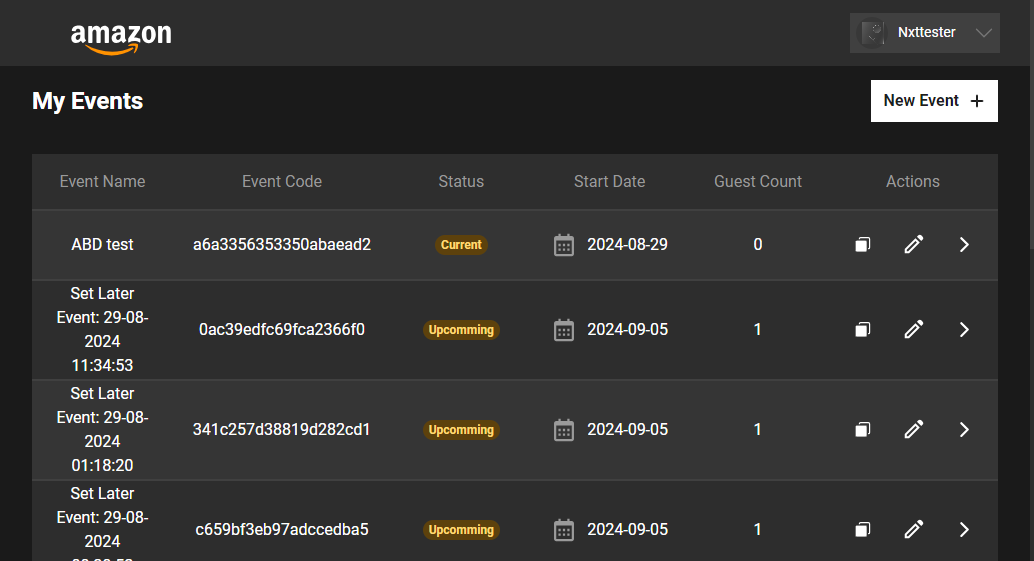 amazon
Nxttester
My Events
New Event +
Event Name Event Code Status Start Date Guest Count Actions
ABD test a6a3356353350abaead2 Current 2024-08-29 0
Set Later
Event: 29-08-
2024
11:34:53
0ac39edfc69fca2366f0 Upcomming 2024-09-05 1
Set Later
Event: 29-08-
2024
01:18:20
341c257d38819d282cd1 Upcomming 2024-09-05 1
Set Later
Event: 29-08-
2024
c659bf3eb97adccedba5 Upcomming 2024-09-05 1